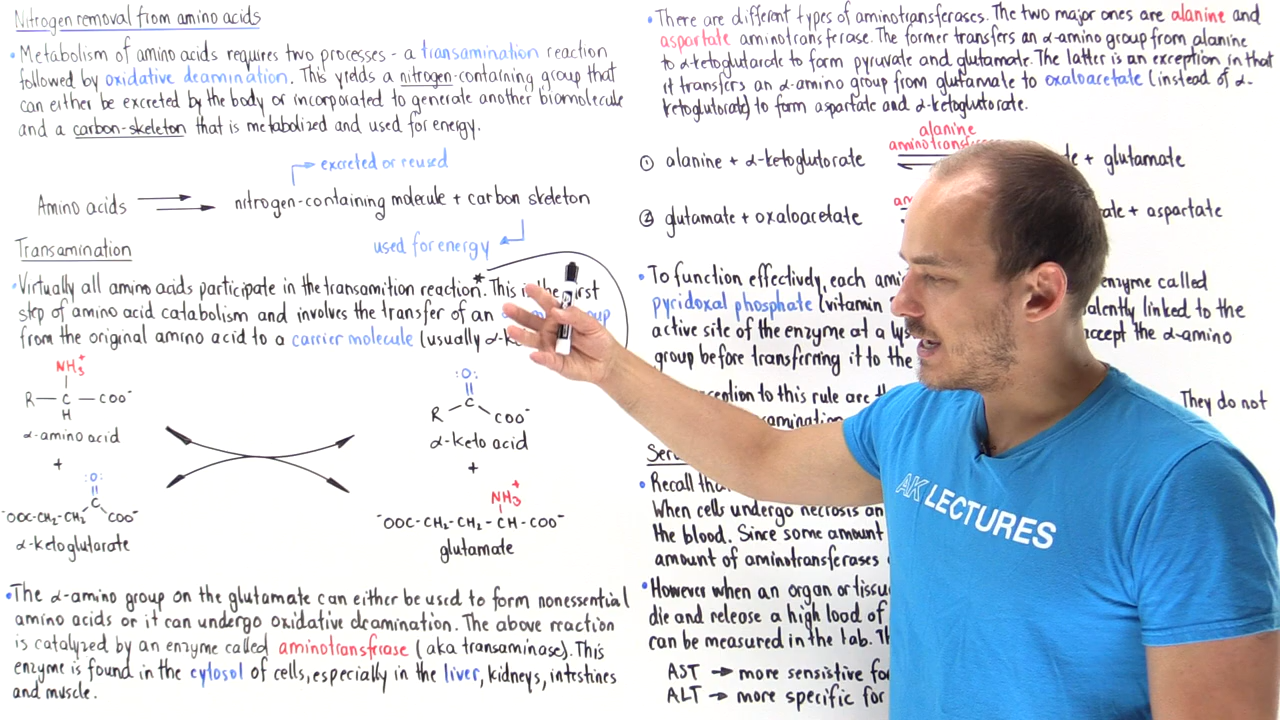 Nitrogen removal from amino acids
• Metabolism of amino acids requires two processes - a transamination reaction
followed by oxidative deamination. This yields a nitrogen-containing group that
can either be excreted by the body or incorporated to generate another biomolecule
and a carbon-skeleton that is metabolized and used for energy.
excreted or reused
Amino acids → nitrogen-containing molecule + carbon skeleton
used for energy
Transamination
• Virtually all amino acids participate in the transamition reaction.* This is the first
step of amino acid catabolism and involves the transfer of an
from the original amino acid to a carrier molecule (usually
NH₃⁺
R — C — COO⁻
H
α-amino acid
+
:O:
C
⁻OOC-CH₂-CH₂ COO⁻
α-ketoglutorate
:O:
C
R COO⁻
α-keto acid
+
NH₃⁺
⁻OOC-CH₂-CH₂-CH-COO⁻
glutamate
• The α-amino group on the glutamate can either be used to form nonessential
amino acids or it can undergo oxidative deamination. The above reaction
is catalyzed by an enzyme called aminotransferase (aka transaminase). This
enzyme is found in the cytosol of cells, especially in the liver, kidneys, intestines
and muscle.
• There are different types of aminotransferases. The two major ones are alanine and
aspartate aminotransferase. The former transfers an α-amino group from alanine
to α-ketoglutarate to form pyruvate and glutamate. The latter is an exception in that
it transfers an α-amino group from glutamate to oxaloacetate (instead of α-
ketoglutorate) to form aspartate and α-ketoglutorate.
alanine
① alanine + α-ketoglutorate + glutamate
② glutamate + oxaloacetate + aspartate
• To function effectively, each enzyme called
pyridoxal phosphate (vitamin linked to the
active site of the enzyme at a accept the α-amino
group before transferring it to the
to this rule are They do not
• Recall
When cells undergo necrosis
the blood. Since some amount
amount of aminotransferases
• However when an organ or
die and release a high load of
can be measured in the lab.
AST → more sensistive
ALT → more specific for
AK LECTURES